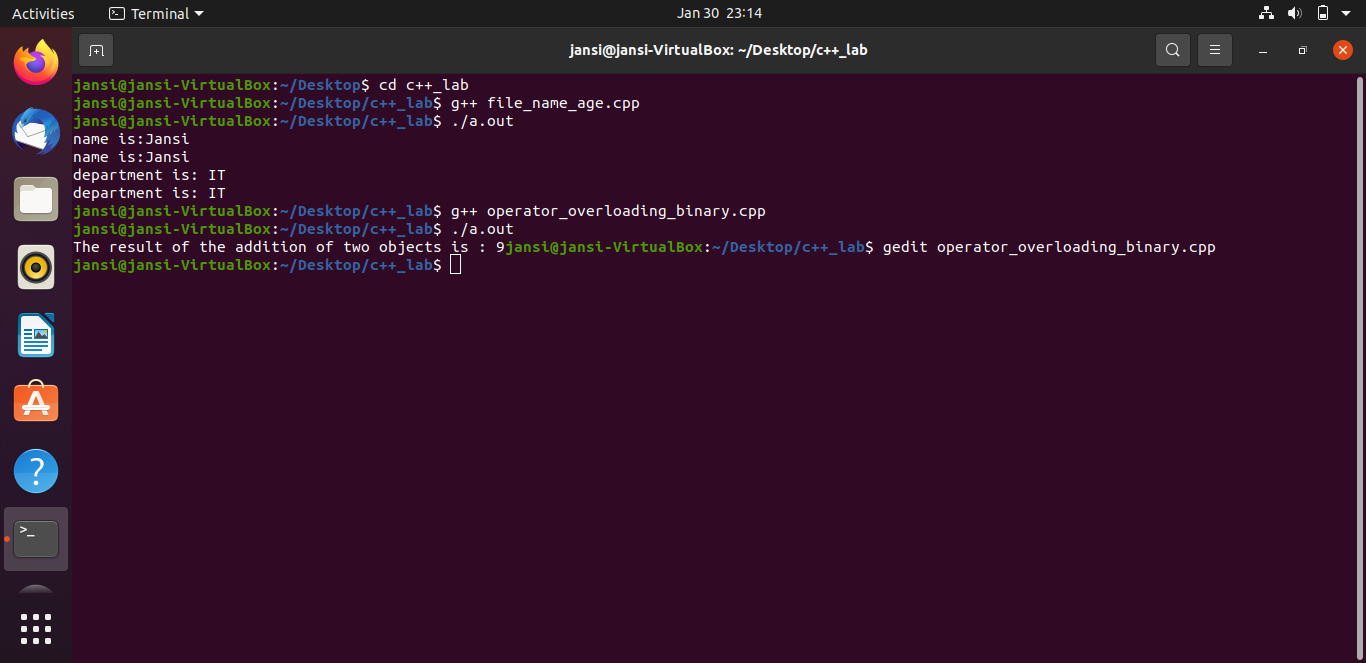 Activities Terminal Jan 30 23:14
jansi@jansi-VirtualBox: ~/Desktop/c++_lab
jansi@jansi-VirtualBox:~/Desktop$ cd c++_lab
jansi@jansi-VirtualBox:~/Desktop/c++_lab$ g++ file_name_age.cpp
jansi@jansi-VirtualBox:~/Desktop/c++_lab$ ./a.out
name is:Jansi
name is:Jansi
department is: IT
department is: IT
jansi@jansi-VirtualBox:~/Desktop/c++_lab$ g++ operator_overloading_binary.cpp
jansi@jansi-VirtualBox:~/Desktop/c++_lab$ ./a.out
The result of the addition of two objects is : 9jansi@jansi-VirtualBox:~/Desktop/c++_lab$ gedit operator_overloading_binary.cpp
jansi@jansi-VirtualBox:~/Desktop/c++_lab$